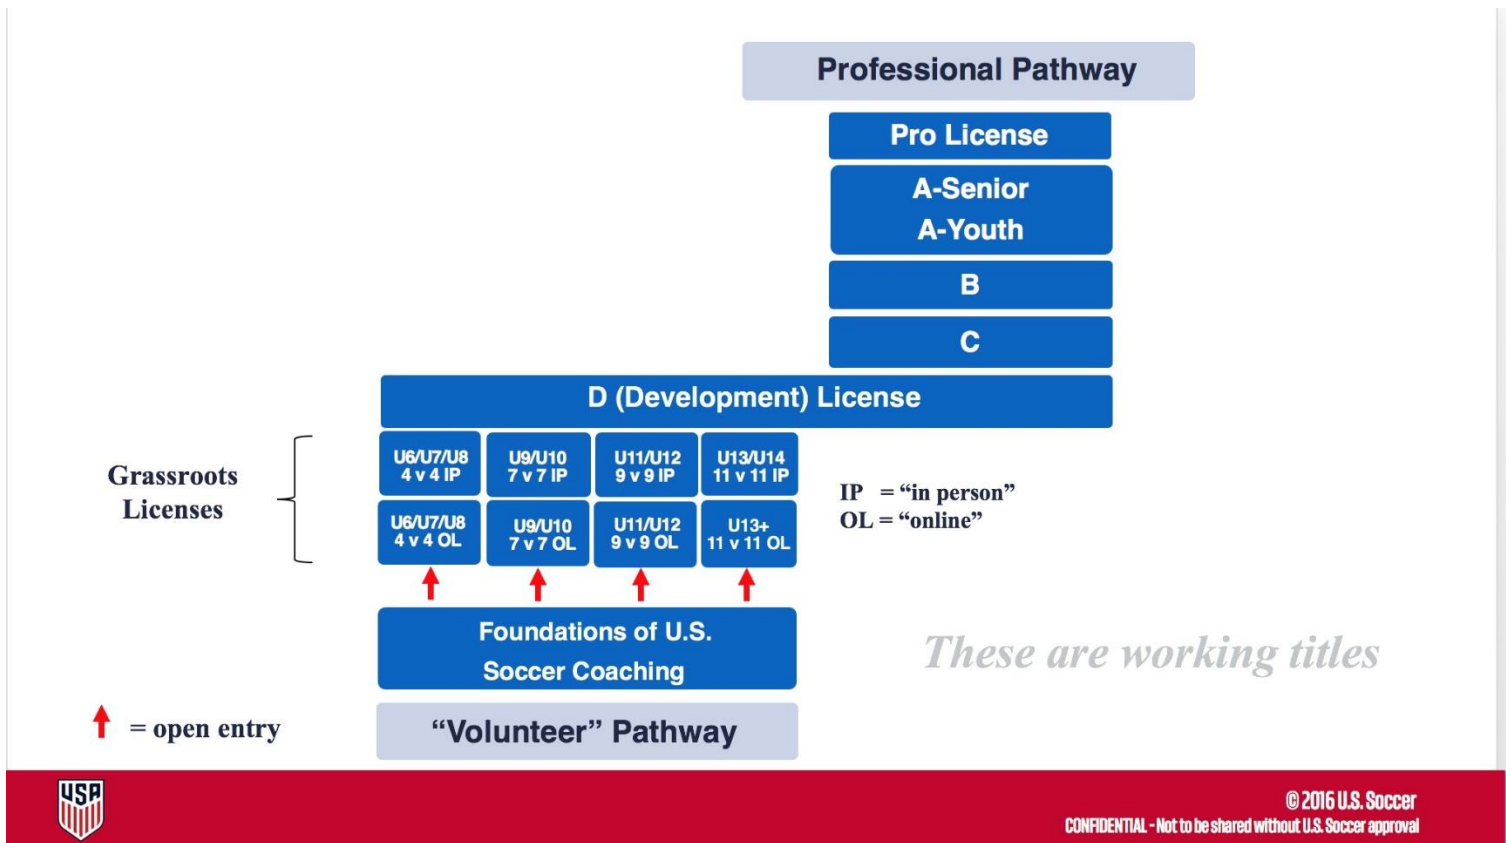 Professional Pathway
Pro License
A-Senior
A-Youth
B
C
D (Development) License
Grassroots
Licenses
U6/U7/U8
4 v 4 IP
U9/U10
7 v 7 IP
U11/U12
9 v 9 IP
U13/U14
11 v 11 IP
U6/U7/U8
4 v 4 OL
U9/U10
7 v 7 OL
U11/U12
9 v 9 OL
U13+
11 v 11 OL
IP = “in person”
OL = “online”
Foundations of U.S.
Soccer Coaching
These are working titles
= open entry
“Volunteer” Pathway
USA
© 2016 U.S. Soccer
CONFIDENTIAL - Not to be shared without U.S. Soccer approval